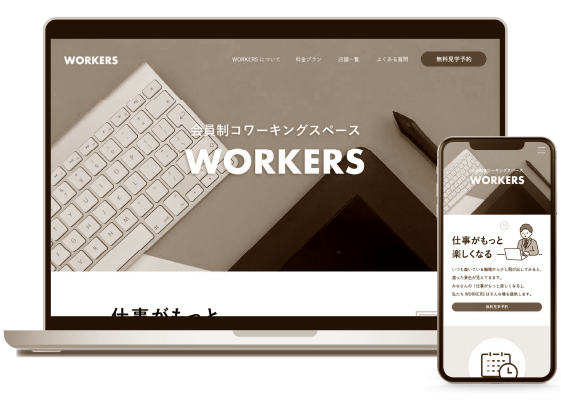 WORKERS
WORKERS について
料金プラン
店舗一覧
よくある質問
無料見学予約
会員制コワーキングスペース
WORKERS
仕事がもっと
会員制コワーキングスペース
WORKERS
仕事がもっと
楽しくなる
いつも働いている職場から少し飛び出してみると、
違った景色が見えてきます。
みなさんの「仕事がもっと楽しくなる」
私たち WORKERS はそんな場を提供します。
無料見学予約